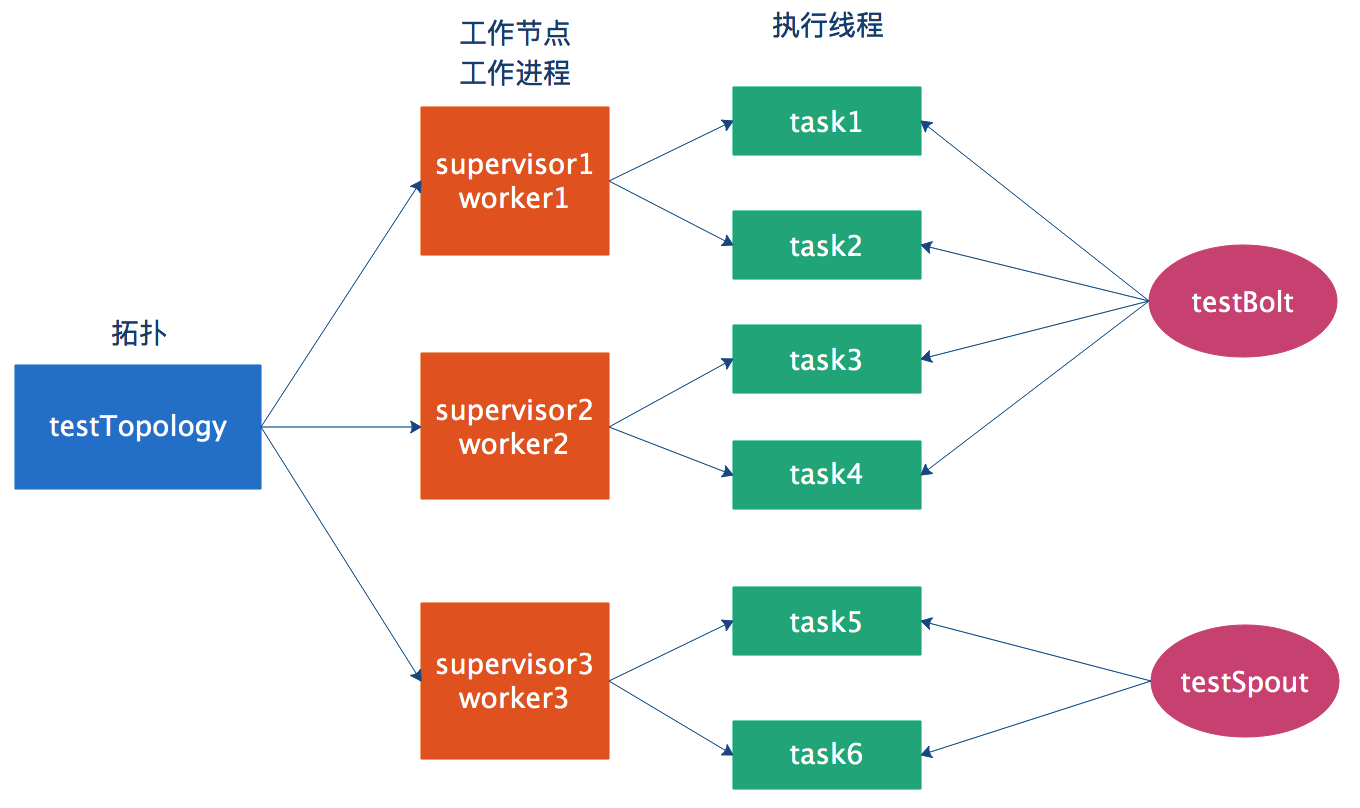 工作节点
工作进程
执行线程
拓扑
testTopology
supervisor1
worker1
supervisor2
worker2
supervisor3
worker3
task1
task2
task3
task4
task5
task6
testBolt
testSpout